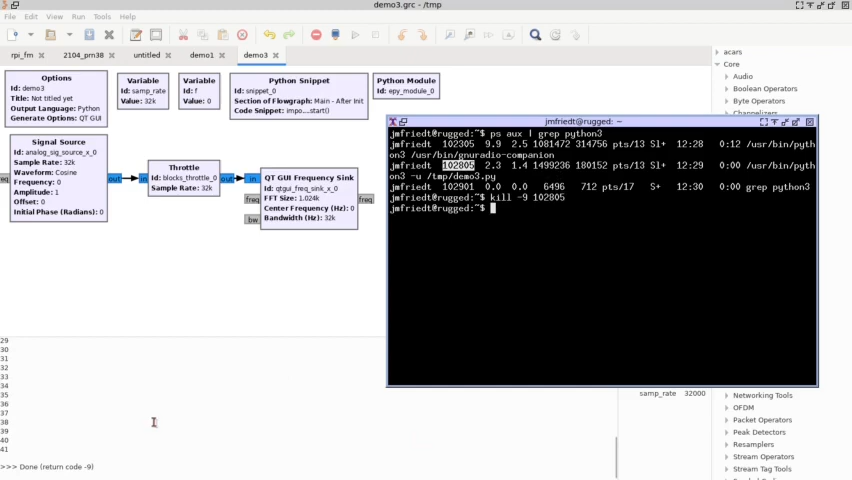 demo3.grc - /tmp
File Edit View Run Tools Help
rpi_fm 2104_pm38 untitled demo1 demo3
Options
Id: demo3
Title: Not titled yet
Output Language: Python
Generate Options: QT GUI
Variable
Id: samp_rate
Value: 32k
Variable
Id: f
Value: 0
Python Snippet
Id: snippet_0
Section of Flowgraph: Main - After Init
Code Snippet: impo....start()
Python Module
Id: epy_module_0
Signal Source
Id: analog_sig_source_x_0
Sample Rate: 32k
Waveform: Cosine
Frequency: 0
Amplitude: 1
Offset: 0
Initial Phase (Radians): 0
out
Throttle
Id: blocks_throttle_0
Sample Rate: 32k
in
out
QT GUI Frequency Sink
Id: qtgui_freq_sink_x_0
FFT Size: 1.024k
Center Frequency (Hz): 0
Bandwidth (Hz): 32k
in
freq
bw
freq
jmfriedt@rugged: ~
jmfriedt@rugged:~$ ps aux | grep python3
jmfriedt 102305 9.9 2.5 1081472 314756 pts/13 Sl+ 12:28 0:12 /usr/bin/pyth
on3 /usr/bin/gnuradio-companion
jmfriedt 102805 2.3 1.4 1499236 180152 pts/13 Sl+ 12:29 0:00 /usr/bin/pyth
on3 -u /tmp/demo3.py
jmfriedt 102901 0.0 0.0 6496 712 pts/17 S+ 12:30 0:00 grep python3
jmfriedt@rugged:~$ kill -9 102805
jmfriedt@rugged:~$
acars
Core
Audio
Boolean Operators
Byte Operators
samp_rate 32000
Networking Tools
OFDM
Packet Operators
Peak Detectors
Resamplers
Stream Operators
Stream Tag Tools
29
30
31
32
33
34
35
36
37
38
39
40
41
>>> Done (return code -9)